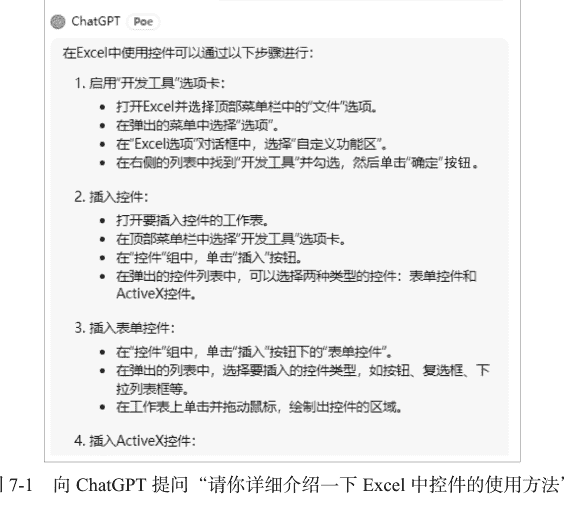 ChatGPT Poe
在Excel中使用控件可以通过以下步骤进行：
1. 启用“开发工具”选项卡：
• 打开Excel并选择顶部菜单栏中的“文件”选项。
• 在弹出的菜单中选择“选项”。
• 在“Excel选项”对话框中，选择“自定义功能区”。
• 在右侧的列表中找到“开发工具”并勾选，然后单击“确定”按钮。
2. 插入控件：
• 打开要插入控件的工作表。
• 在顶部菜单栏中选择“开发工具”选项卡。
• 在“控件”组中，单击“插入”按钮。
• 在弹出的控件列表中，可以选择两种类型的控件：表单控件和
ActiveX控件。
3. 插入表单控件：
• 在“控件”组中，单击“插入”按钮下的“表单控件”。
• 在弹出的列表中，选择要插入的控件类型，如按钮、复选框、下
拉列表框等。
• 在工作表上单击并拖动鼠标，绘制出控件的区域。
4. 插入ActiveX控件：
7-1 向 ChatGPT 提问“请你详细介绍一下 Excel 中控件的使用方法”